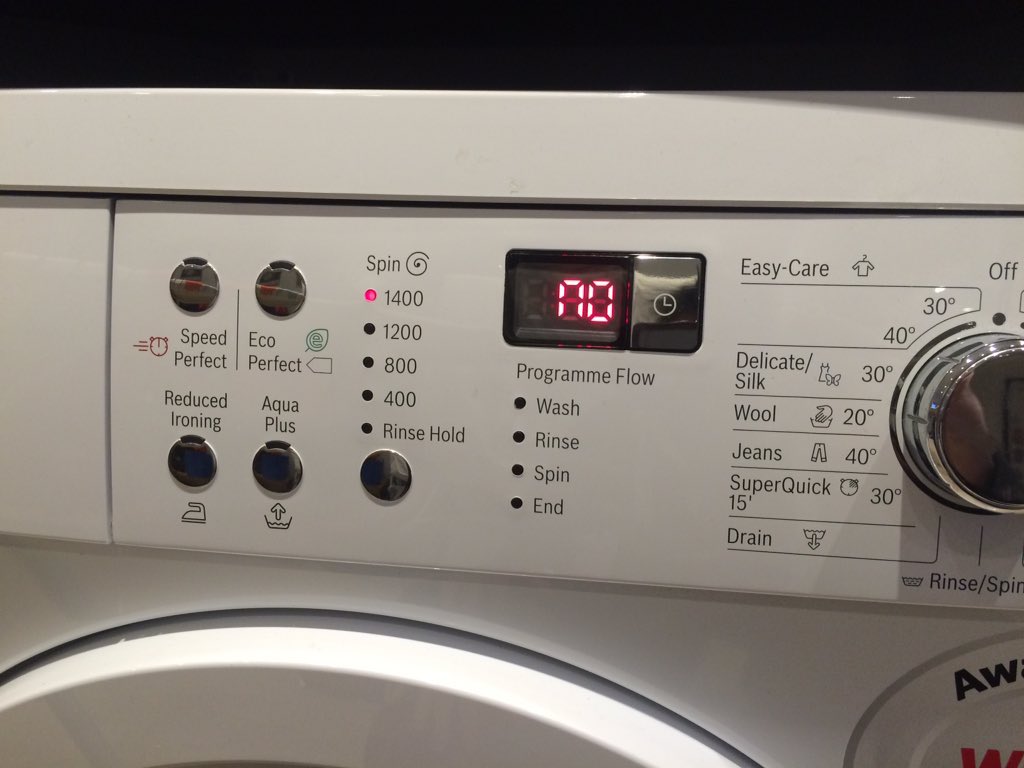 Speed
Perfect
Eco
Perfect
Reduced
Ironing
Aqua
Plus
Spin
1400
1200
800
400
Rinse Hold
Programme Flow
Wash
Rinse
Spin
End
Easy-Care
30°
40°
Off
Delicate/
Silk
30°
Wool
20°
Jeans
40°
SuperQuick
15'
30°
Drain
Rinse/Spin